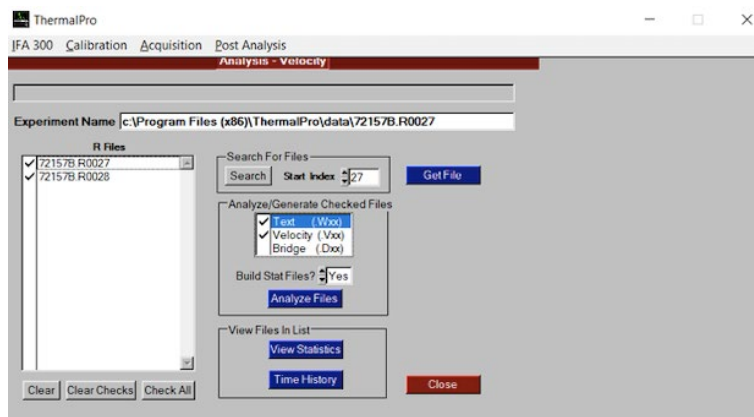 ThermalPro
IFA 300 Calibration Acquisition Post Analysis
Analysis - Velocity
Experiment Name c:\Program Files (x86)\ThermalPro\data\72157B.R0027
R Files
72157B.R0027
72157B.R0028
Search For Files
Search Start Index 27
Get File
Analyze/Generate Checked Files
Text (.Wxx)
Velocity (.Vxx)
Bridge (.Dxx)
Build Stat Files? Yes
Analyze Files
View Files In List
View Statistics
Time History
Close
Clear Clear Checks Check All